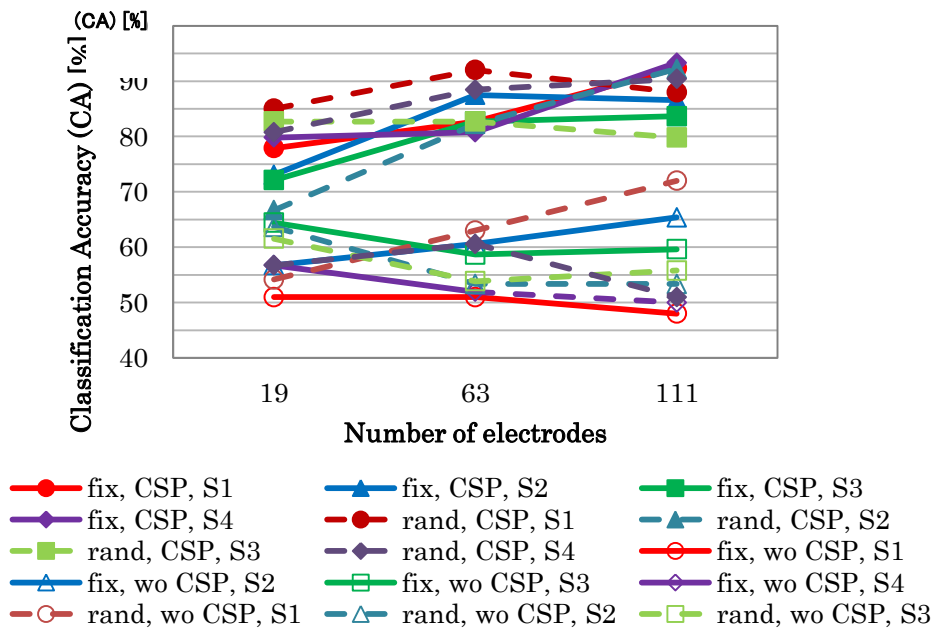 (CA) [%]
Classification Accuracy (CA) [%]
90
80
70
60
50
40
19 63 111
Number of electrodes
fix, CSP, S1 fix, CSP, S2 fix, CSP, S3
fix, CSP, S4 rand, CSP, S1 rand, CSP, S2
rand, CSP, S3 rand, CSP, S4 fix, wo CSP, S1
fix, wo CSP, S2 fix, wo CSP, S3 fix, wo CSP, S4
rand, wo CSP, S1 rand, wo CSP, S2 rand, wo CSP, S3